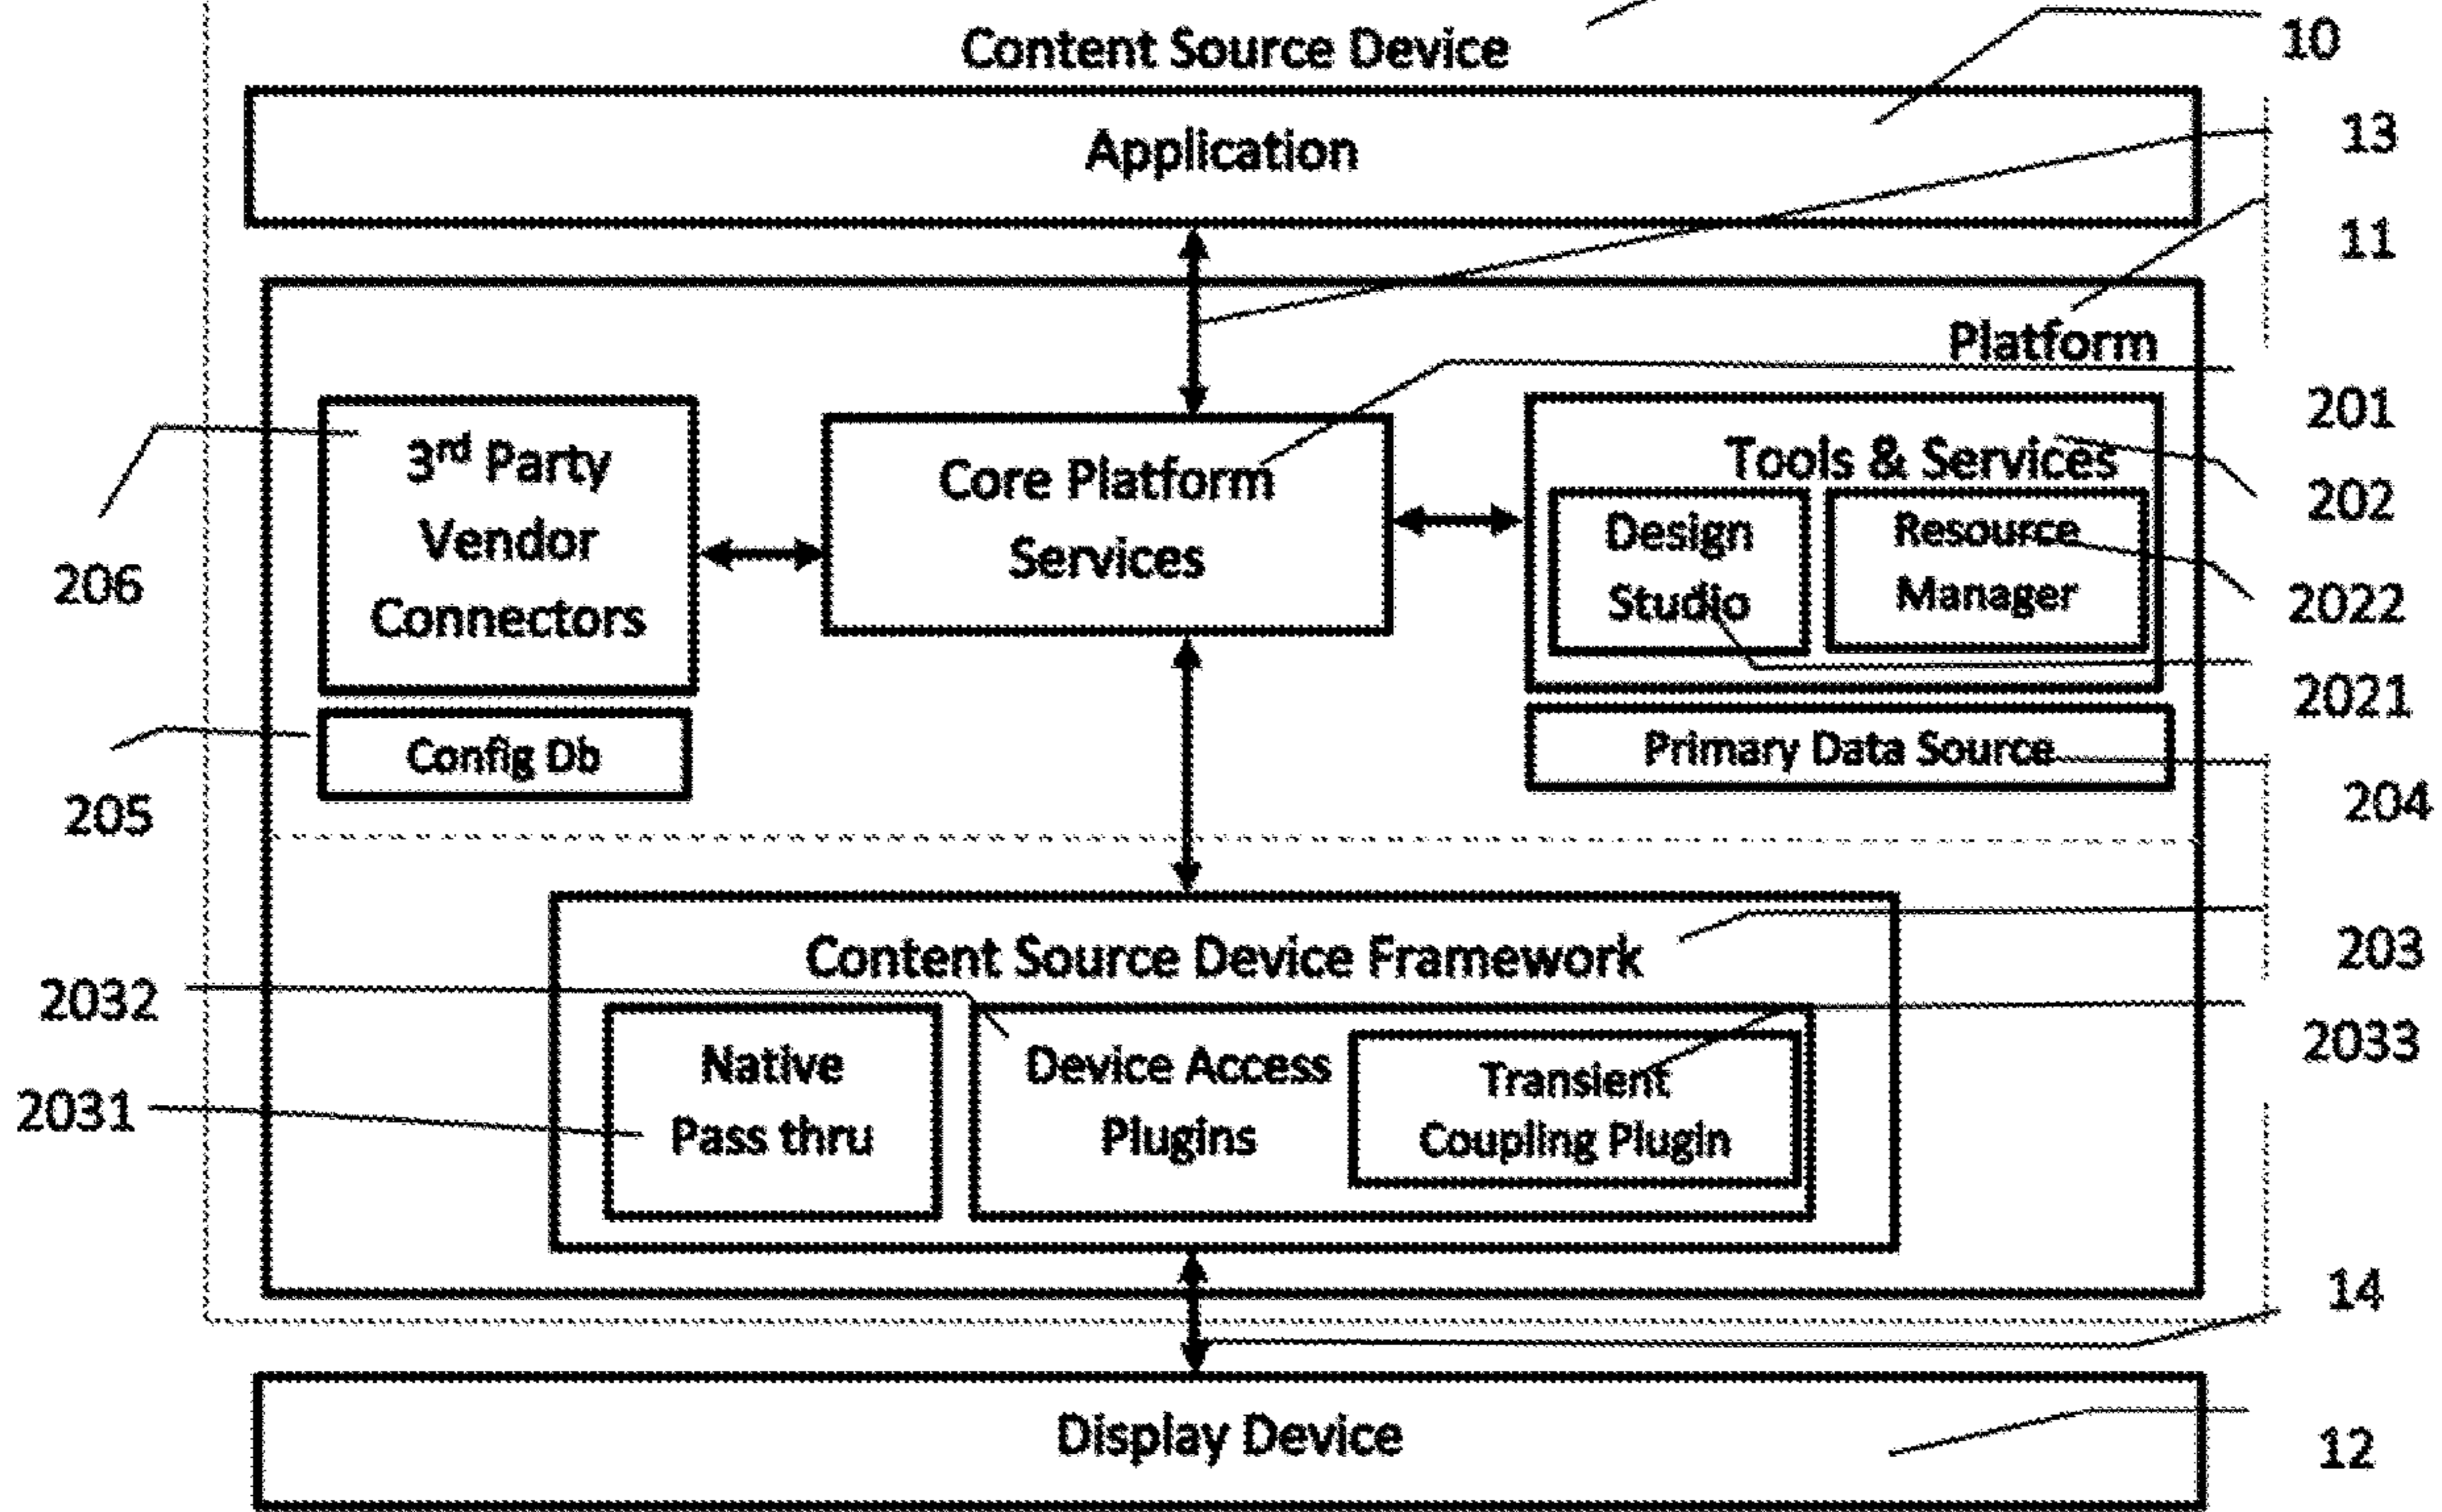 Content Source Device
10
Application
13
11
Platform
201
3rd Party
Vendor
Connectors
Core Platform
Services
Tools & Services
202
Design
Studio
Resource
Manager
206
2022
2021
Config Db
Primary Data Source
205
204
Content Source Device Framework
203
2032
Native
Pass thru
Device Access
Plugins
Transient
Coupling Plugin
2033
2031
14
Display Device
12